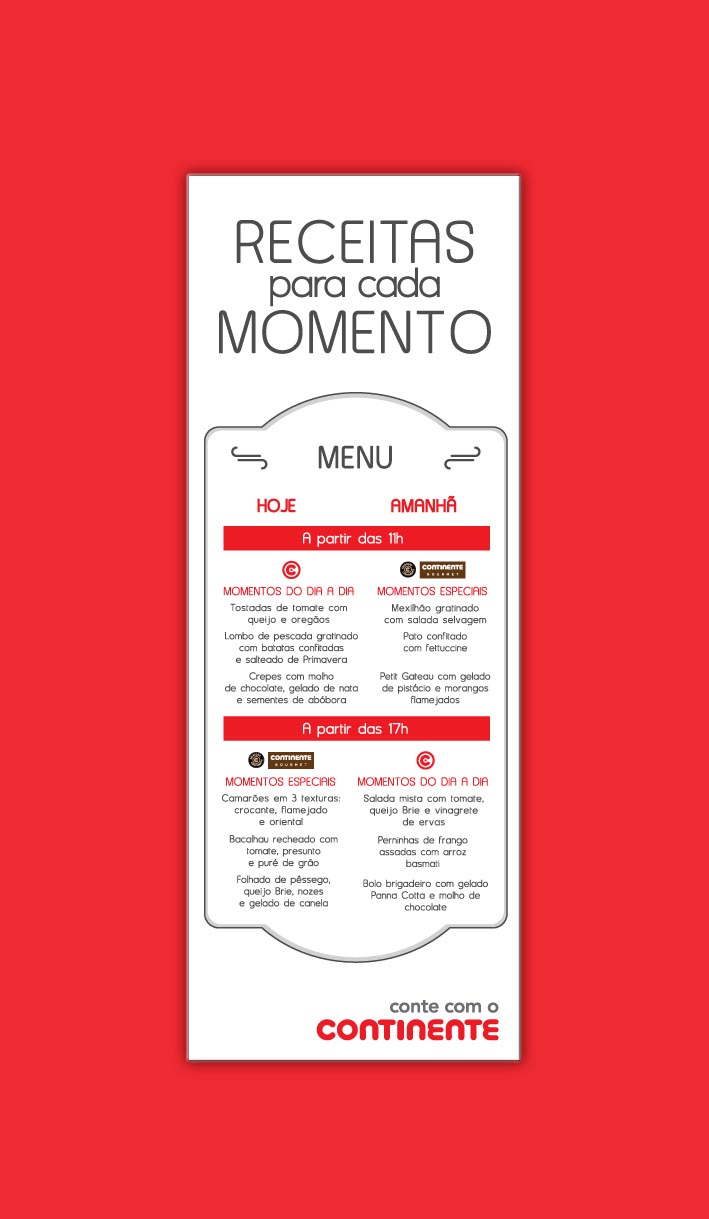 RECEITAS
para cada
MOMENTO
MENU
HOJE
AMANHÃ
A partir das 11h
MOMENTOS DO DIA A DIA
Tostadas de tomate com
queijo e oregãos
Lombo de pescada gratinado
com batatas confitadas
e salteado de Primavera
Crepes com molho
de chocolate, gelado de nata
e sementes de abóbora
CONTINENTE
GOURMET
MOMENTOS ESPECIAIS
Mexilhão gratinado
com salada selvagem
Pato confitado
com fettuccine
Petit Gateau com gelado
de pistácio e morangos
flamejados
A partir das 17h
CONTINENTE
GOURMET
MOMENTOS ESPECIAIS
Camarões em 3 texturas:
crocante, flamejado
e oriental
Bacalhau recheado com
tomate, presunto
e puré de grão
Folhado de pêssego,
queijo Brie, nozes
e gelado de canela
MOMENTOS DO DIA A DIA
Salada mista com tomate,
queijo Brie e vinagrete
de ervas
Perninhas de frango
assadas com arroz
basmati
Bolo brigadeiro com gelado
Panna Cotta e molho de
chocolate
conte com o
CONTINENTE